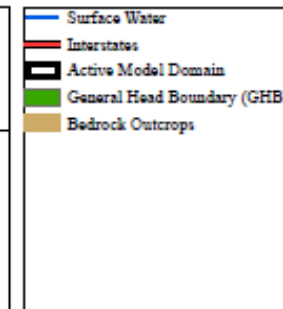 Surface Water
Interstates
Active Model Domain
General Head Boundary (GHB
Bedrock Outcrops